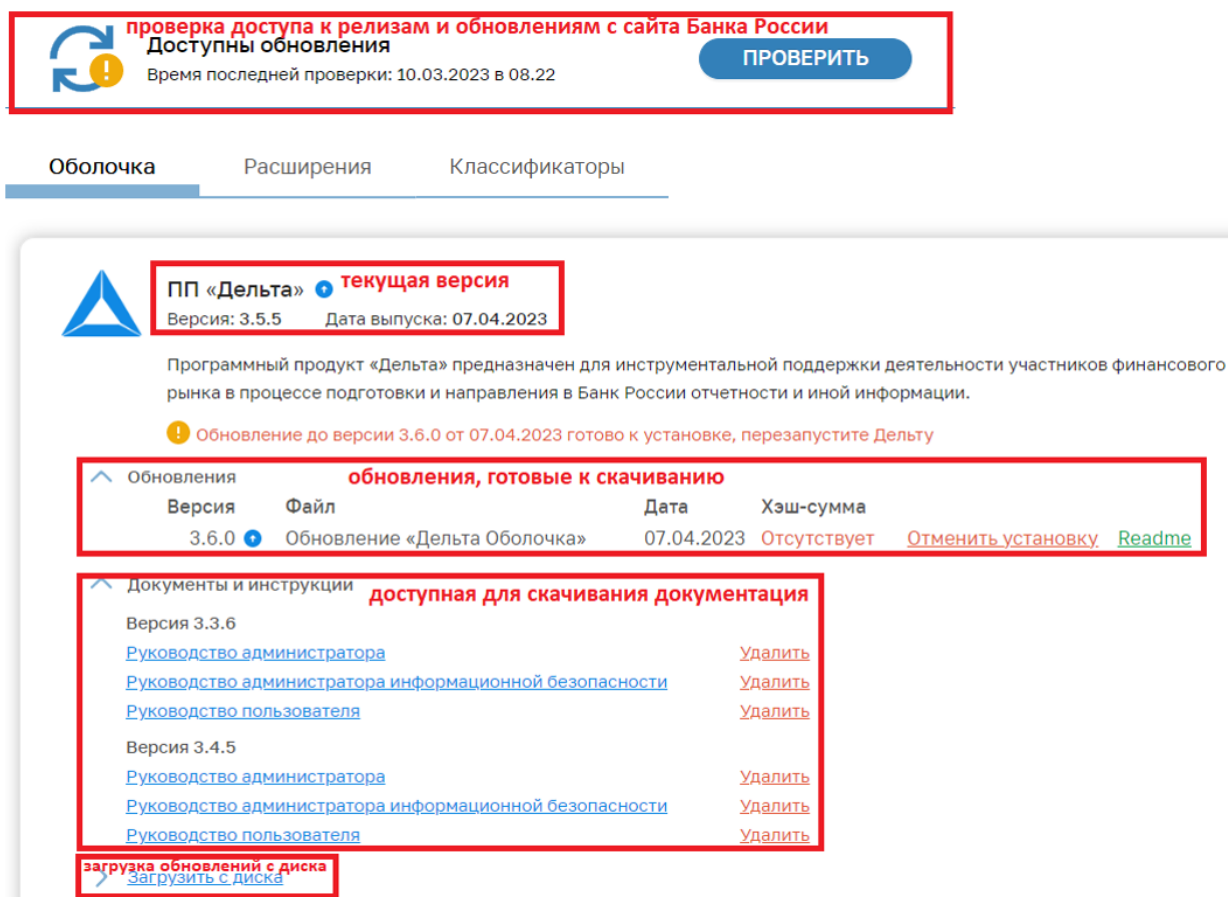 проверка доступа к релизам и обновлениям с сайта Банка России
Доступны обновления
Время последней проверки: 10.03.2023 в 08.22
ПРОВЕРИТЬ
Оболочка Расширения Классификаторы
ПП «Дельта» текущая версия
Версия: 3.5.5 Дата выпуска: 07.04.2023
Программный продукт «Дельта» предназначен для инструментальной поддержки деятельности участников финансового
рынка в процессе подготовки и направления в Банк России отчетности и иной информации.
Обновление до версии 3.6.0 от 07.04.2023 готово к установке, перезапустите Дельту
Обновления обновления, готовые к скачиванию
Версия Файл Дата Хэш-сумма
3.6.0 Обновление «Дельта Оболочка» 07.04.2023 Отсутствует Отменить установку Readme
Документы и инструкции доступная для скачивания документация
Версия 3.3.6
Руководство администратора Удалить
Руководство администратора информационной безопасности Удалить
Руководство пользователя Удалить
Версия 3.4.5
Руководство администратора Удалить
Руководство администратора информационной безопасности Удалить
Руководство пользователя Удалить
загрузка обновлений с диска
Загрузить с диска